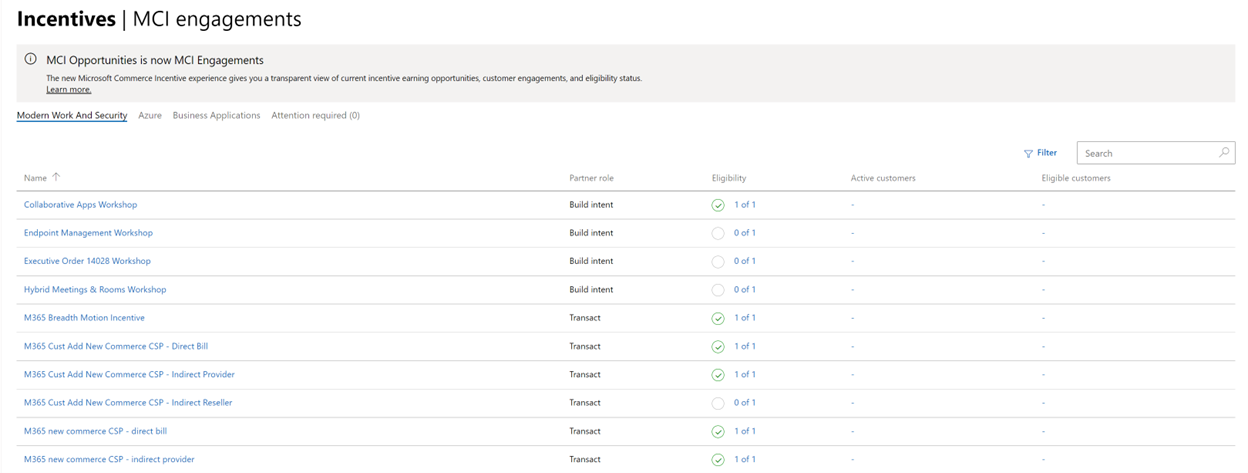 Incentives | MCI engagements
MCI Opportunities is now MCI Engagements
The new Microsoft Commerce Incentive experience gives you a transparent view of current incentive earning opportunities, customer engagements, and eligibility status.
Learn more.
Modern Work And Security Azure Business Applications Attention required (0)
Filter Search
Name Partner role Eligibility Active customers Eligible customers
Collaborative Apps Workshop Build intent 1 of 1 - -
Endpoint Management Workshop Build intent 0 of 1 - -
Executive Order 14028 Workshop Build intent 0 of 1 - -
Hybrid Meetings & Rooms Workshop Build intent 0 of 1 - -
M365 Breadth Motion Incentive Transact 1 of 1 - -
M365 Cust Add New Commerce CSP - Direct Bill Transact 1 of 1 - -
M365 Cust Add New Commerce CSP - Indirect Provider Transact 1 of 1 - -
M365 Cust Add New Commerce CSP - Indirect Reseller Transact 0 of 1 - -
M365 new commerce CSP - direct bill Transact 1 of 1 - -
M365 new commerce CSP - indirect provider Transact 1 of 1 - -